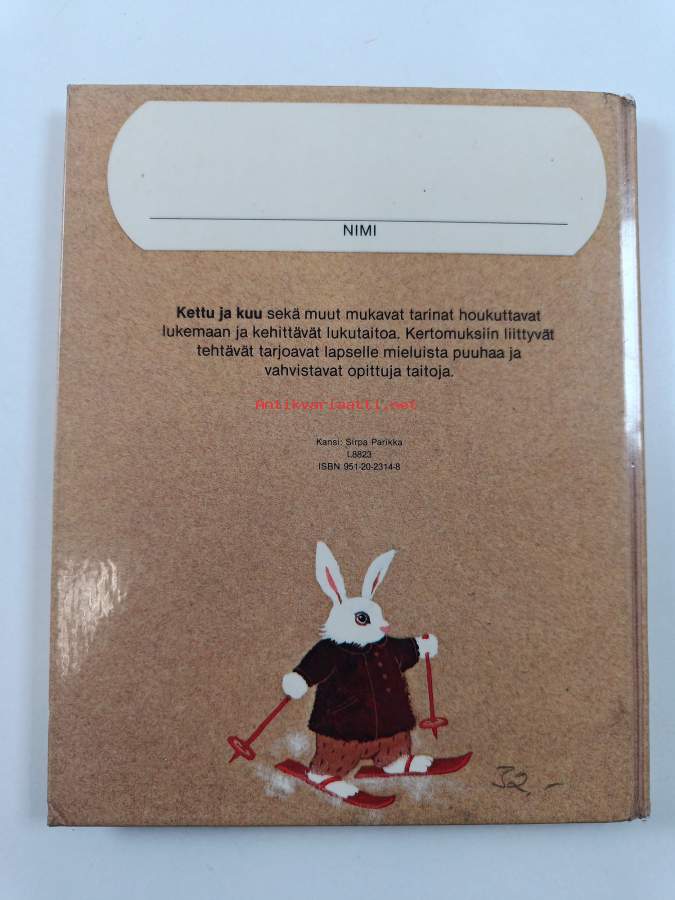 NIMI
Kettu ja kuu sekä muut mukavat tarinat houkuttavat
lukemaan ja kehittävät lukutaitoa. Kertomuksiin liittyvät
tehtävät tarjoavat lapselle mieluista puuhaa ja
vahvistavat opittuja taitoja.
Antikvariaatti.net
Kansi: Sirpa Parikka
L8823
ISBN 951-20-2314-8
32,-